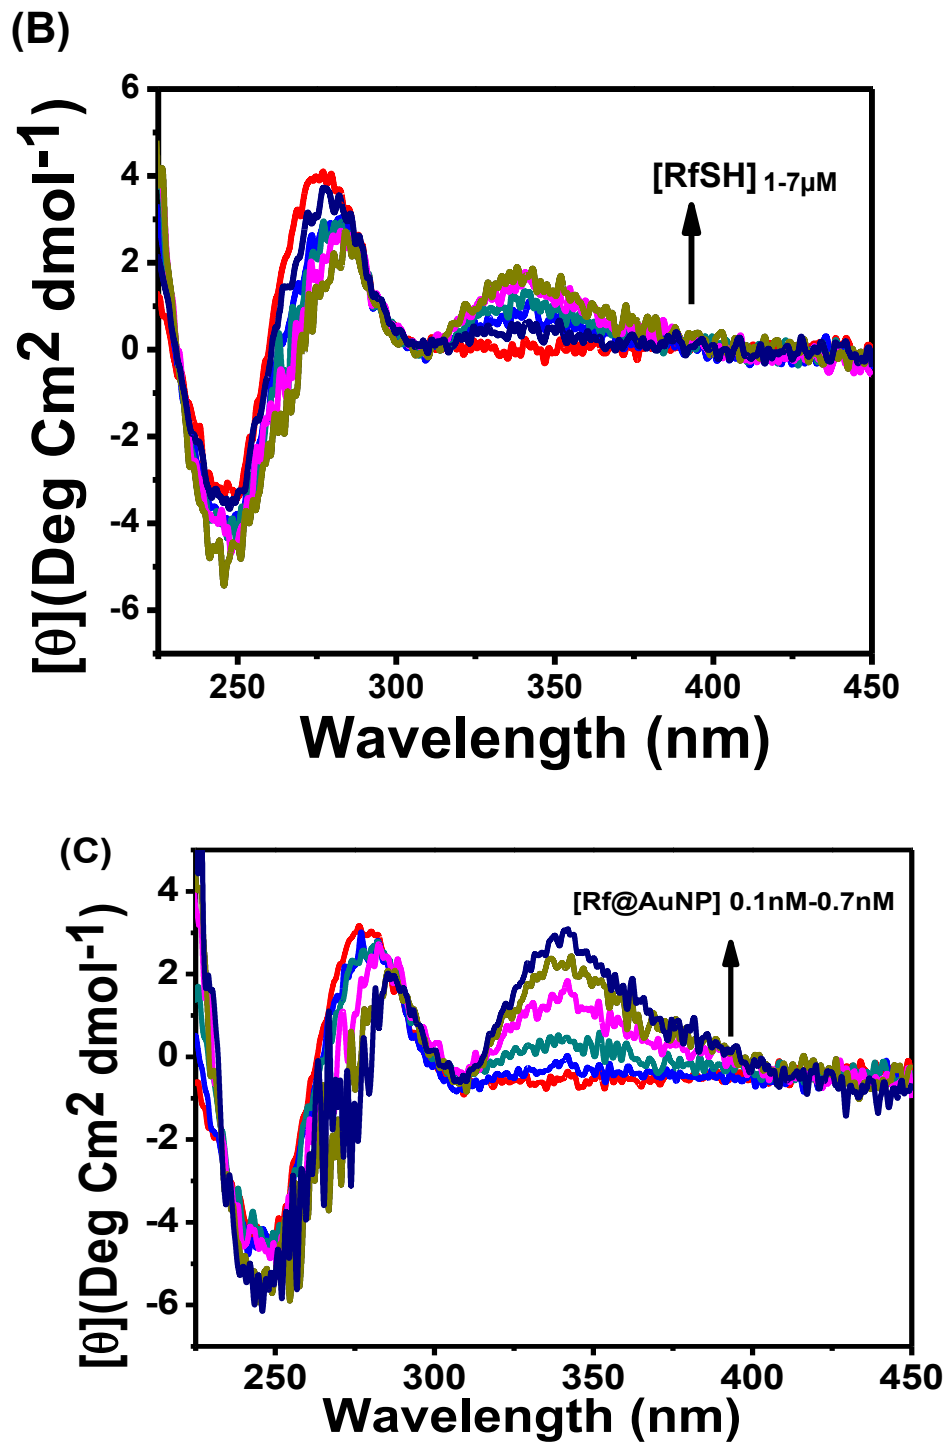 (B)
[θ](Deg Cm2 dmol-1)
6
4
2
0
-2
-4
-6
[RfSH] 1-7µM
250 300 350 400 450
Wavelength (nm)
(C)
[θ](Deg Cm2 dmol-1)
4
2
0
-2
-4
-6
[Rf@AuNP] 0.1nM-0.7nM
250 300 350 400 450
Wavelength (nm)